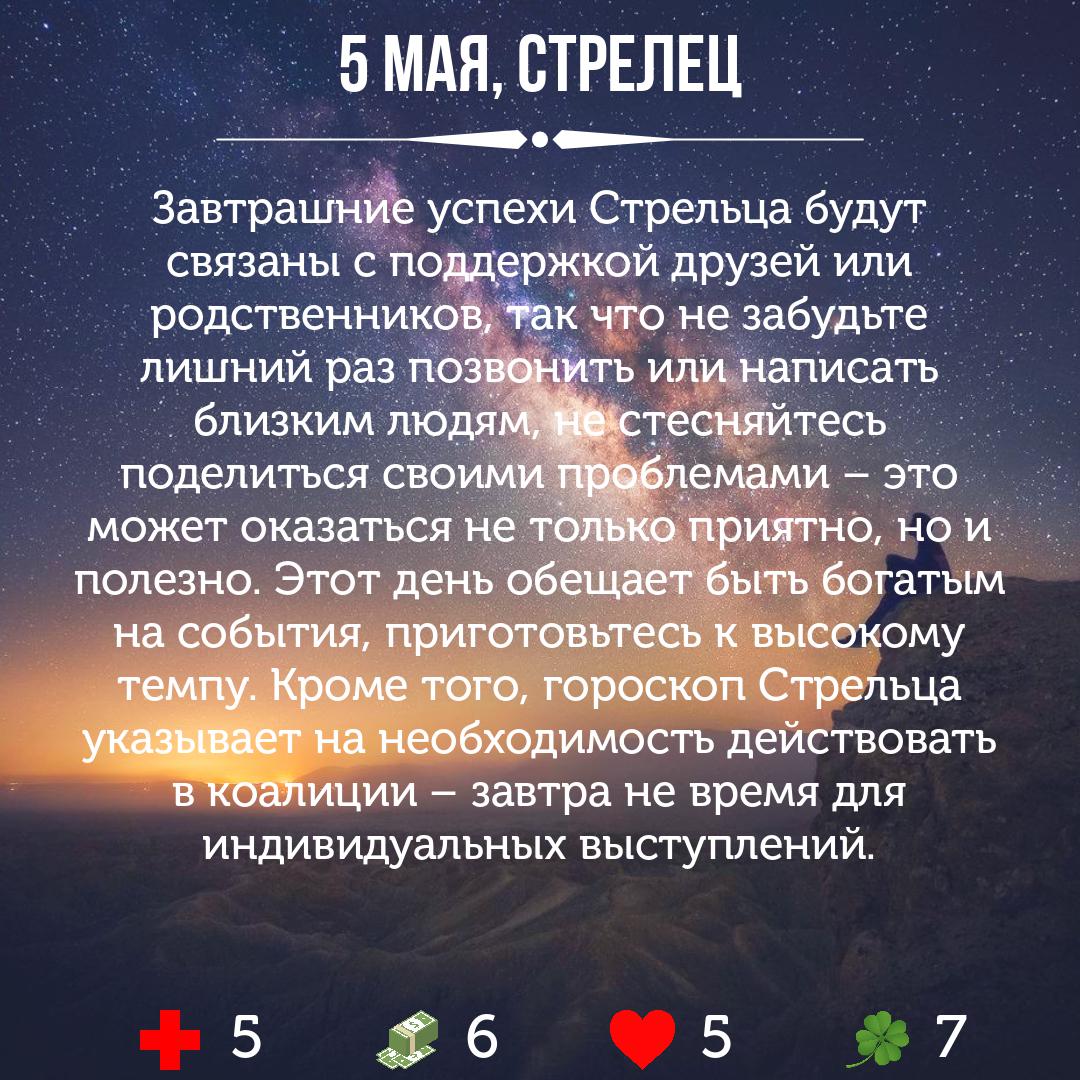 5 МАЯ, СТРЕЛЕЦ
Завтрашние успехи Стрельца будут
связаны с поддержкой друзей или
родственников, так что не забудьте
лишний раз позвонить или написать
близким людям, не стесняйтесь
поделиться своими проблемами – это
может оказаться не только приятно, но и
полезно. Этот день обещает быть богатым
на события, приготовьтесь к высокому
темпу. Кроме того, гороскоп Стрельца
указывает на необходимость действовать
в коалиции – завтра не время для
индивидуальных выступлений.
5 6 5 7